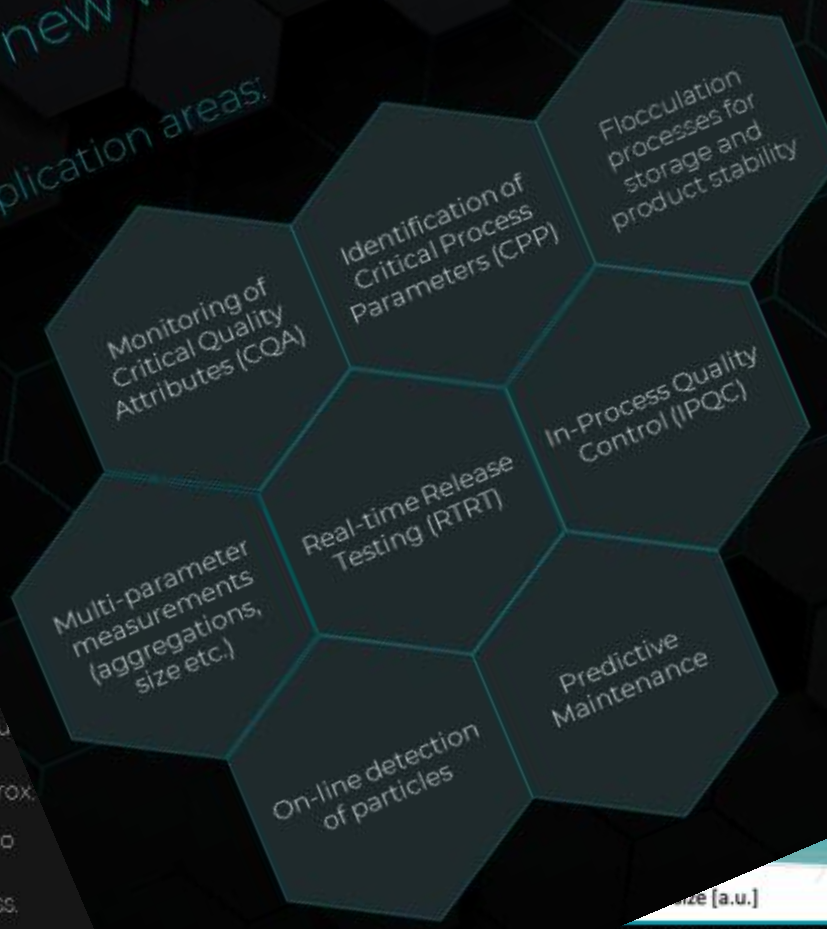 new
plication areas:
Flocculation
processes for
storage and
product stability
Identification of
Critical Process
Parameters (CPP)
Monitoring of
Critical Quality
Attributes (CQA)
In-Process Quality
Control (IPQC)
Real-time Release
Testing (RTRT)
Multi-parameter
measurements
(aggregations,
size etc.)
Predictive
Maintenance
On-line detection
of particles
rox.
o
ss.
ize [a.u.]